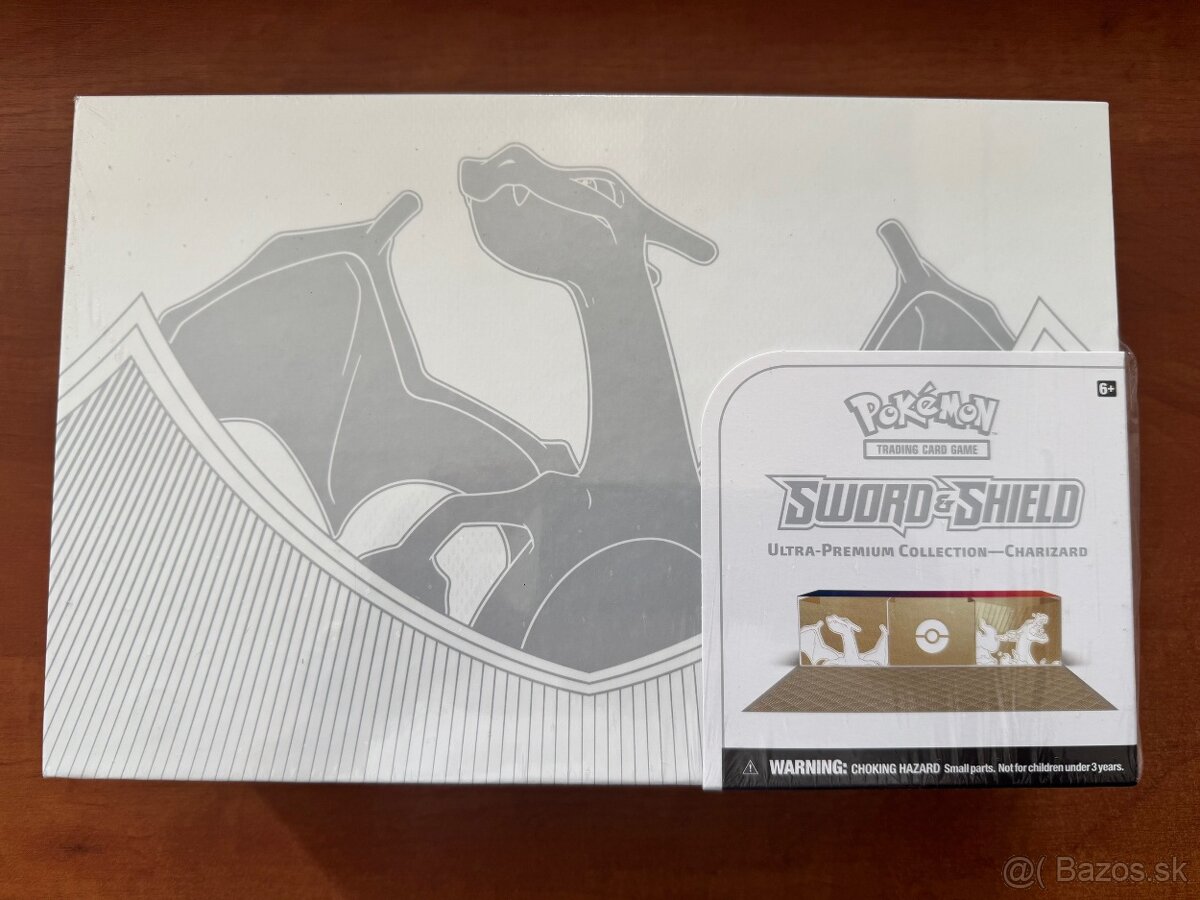 6+
POKéMON
TRADING CARD GAME
SWORD & SHIELD
ULTRA-PREMIUM COLLECTION—CHARIZARD
WARNING: CHOKING HAZARD Small parts. Not for children under 3 years.
@( Bazos.sk